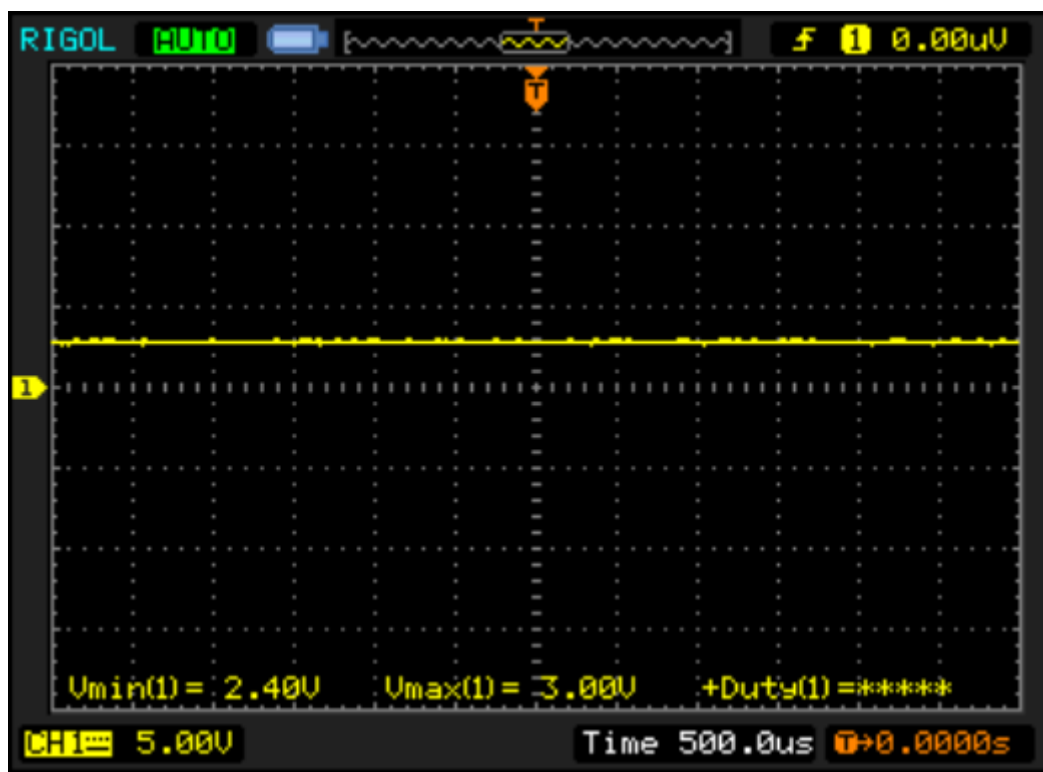 RIGOL AUTO T 1 0.00uV
T
1
Vmin(1)= 2.40V Vmax(1)= 3.00V +Duty(1)=*****
CH1 5.00V Time 500.0us T→0.0000s